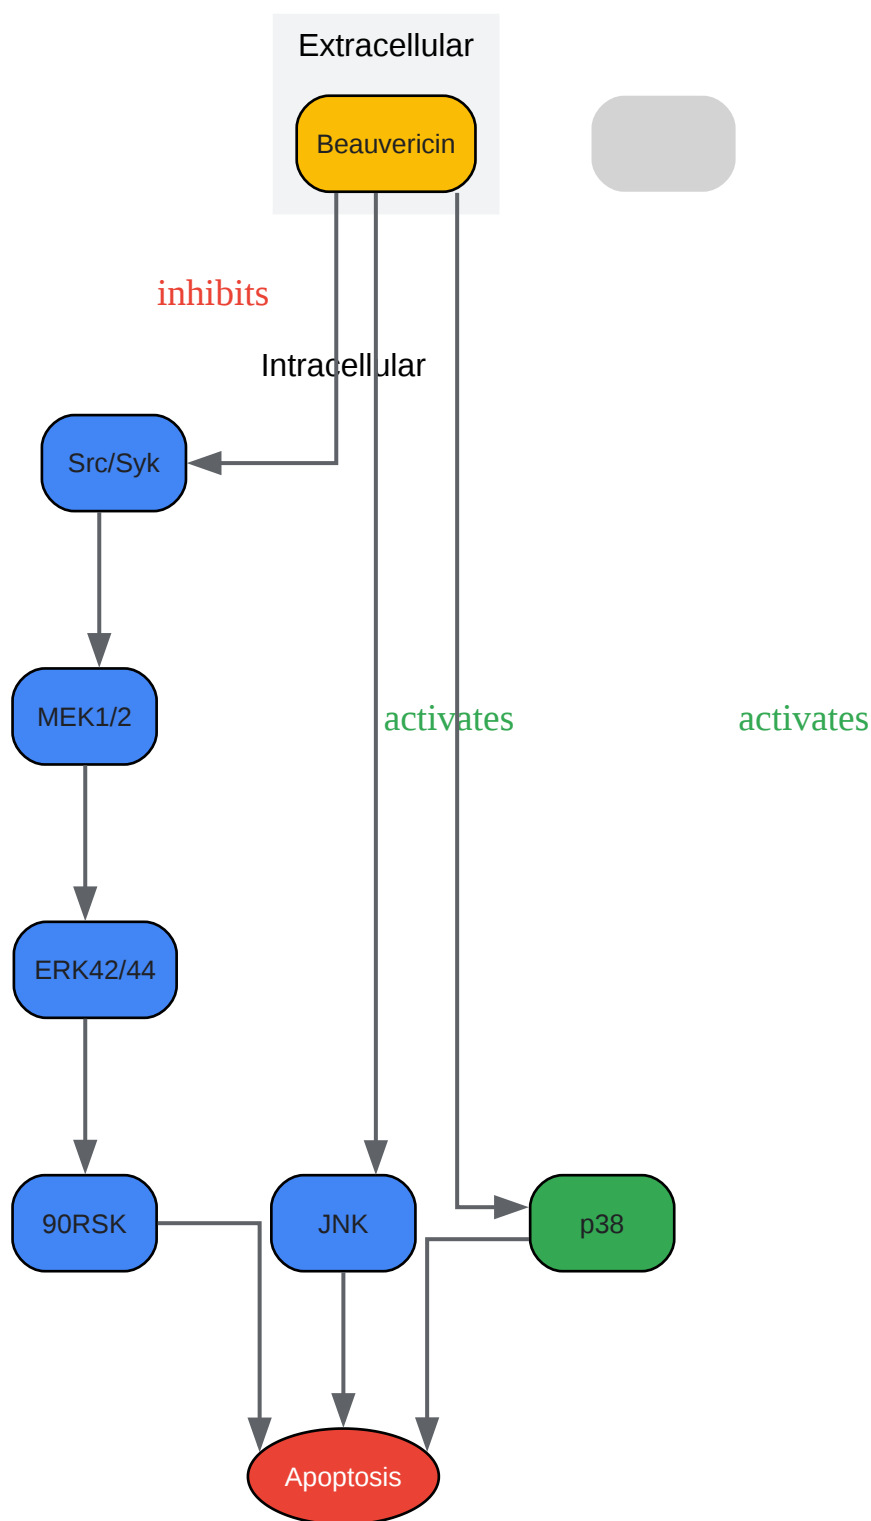 Extracellular
Beauvericin
inhibits
Intracellular
Src/Syk
MEK1/2
activates
activates
ERK42/44
90RSK
JNK
p38
Apoptosis